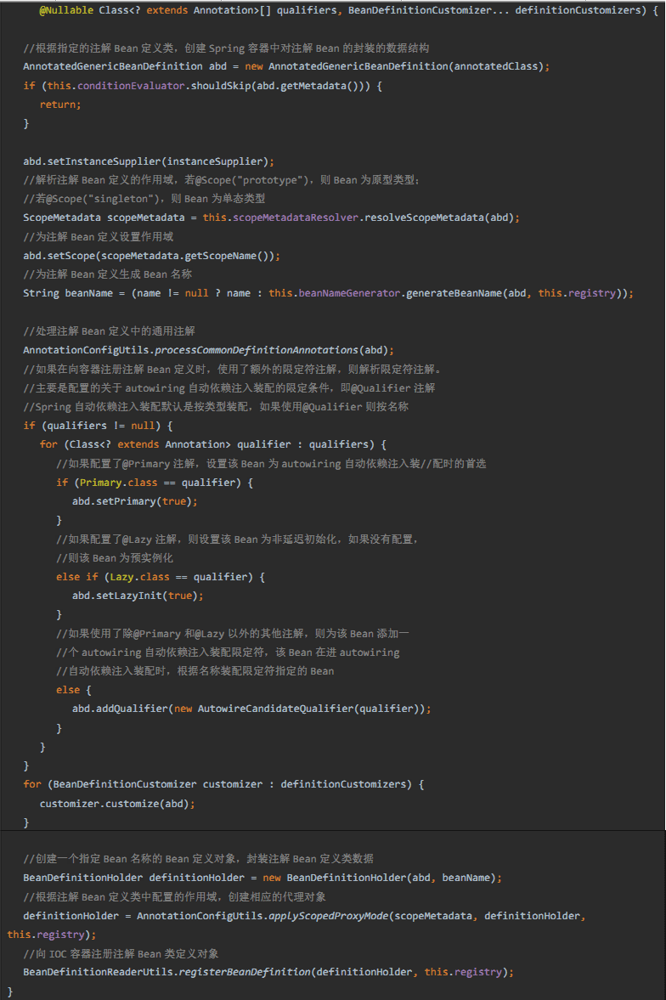 @Nullable Class<? extends Annotation>[] qualifiers, BeanDefinitionCustomizer... definitionCustomizers) {
//根据指定的注解 Bean 定义类，创建 Spring 容器中对注解 Bean 的封装的数据结构
AnnotatedGenericBeanDefinition abd = new AnnotatedGenericBeanDefinition(annotatedClass);
if (this.conditionEvaluator.shouldSkip(abd.getMetadata())) {
return;
}
abd.setInstanceSupplier(instanceSupplier);
//解析注解 Bean 定义的作用域，若@Scope("prototype")，则 Bean 为原型类型；
//若@Scope("singleton")，则 Bean 为单态类型
ScopeMetadata scopeMetadata = this.scopeMetadataResolver.resolveScopeMetadata(abd);
//为注解 Bean 定义设置作用域
abd.setScope(scopeMetadata.getScopeName());
//为注解 Bean 定义生成 Bean 名称
String beanName = (name != null ? name : this.beanNameGenerator.generateBeanName(abd, this.registry));
//处理注解 Bean 定义中的通用注解
AnnotationConfigUtils.processCommonDefinitionAnnotations(abd);
//如果在向容器注册注解 Bean 定义时，使用了额外的限定符注解，则解析限定符注解。
//主要是配置的关于 autowiring 自动依赖注入装配的限定条件，即@Qualifier 注解
//Spring 自动依赖注入装配默认是按类型装配，如果使用@Qualifier 则按名称
if (qualifiers != null) {
for (Class<? extends Annotation> qualifier : qualifiers) {
//如果配置了@Primary 注解，设置该 Bean 为 autowiring 自动依赖注入装//配时的首选
if (Primary.class == qualifier) {
abd.setPrimary(true);
}
//如果配置了@Lazy 注解，则设置该 Bean 为非延迟初始化，如果没有配置，
//则该 Bean 为预实例化
else if (Lazy.class == qualifier) {
abd.setLazyInit(true);
}
//如果使用了除@Primary 和@Lazy 以外的其他注解，则为该 Bean 添加一
//个 autowiring 自动依赖注入装配限定符，该 Bean 在进 autowiring
//自动依赖注入装配时，根据名称装配限定符指定的 Bean
else {
abd.addQualifier(new AutowireCandidateQualifier(qualifier));
}
}
}
for (BeanDefinitionCustomizer customizer : definitionCustomizers) {
customizer.customize(abd);
}
//创建一个指定 Bean 名称的 Bean 定义对象，封装注解 Bean 定义类数据
BeanDefinitionHolder definitionHolder = new BeanDefinitionHolder(abd, beanName);
//根据注解 Bean 定义类中配置的作用域，创建相应的代理对象
definitionHolder = AnnotationConfigUtils.applyScopedProxyMode(scopeMetadata, definitionHolder,
this.registry);
//向 IOC 容器注册注解 Bean 类定义对象
BeanDefinitionReaderUtils.registerBeanDefinition(definitionHolder, this.registry);
}